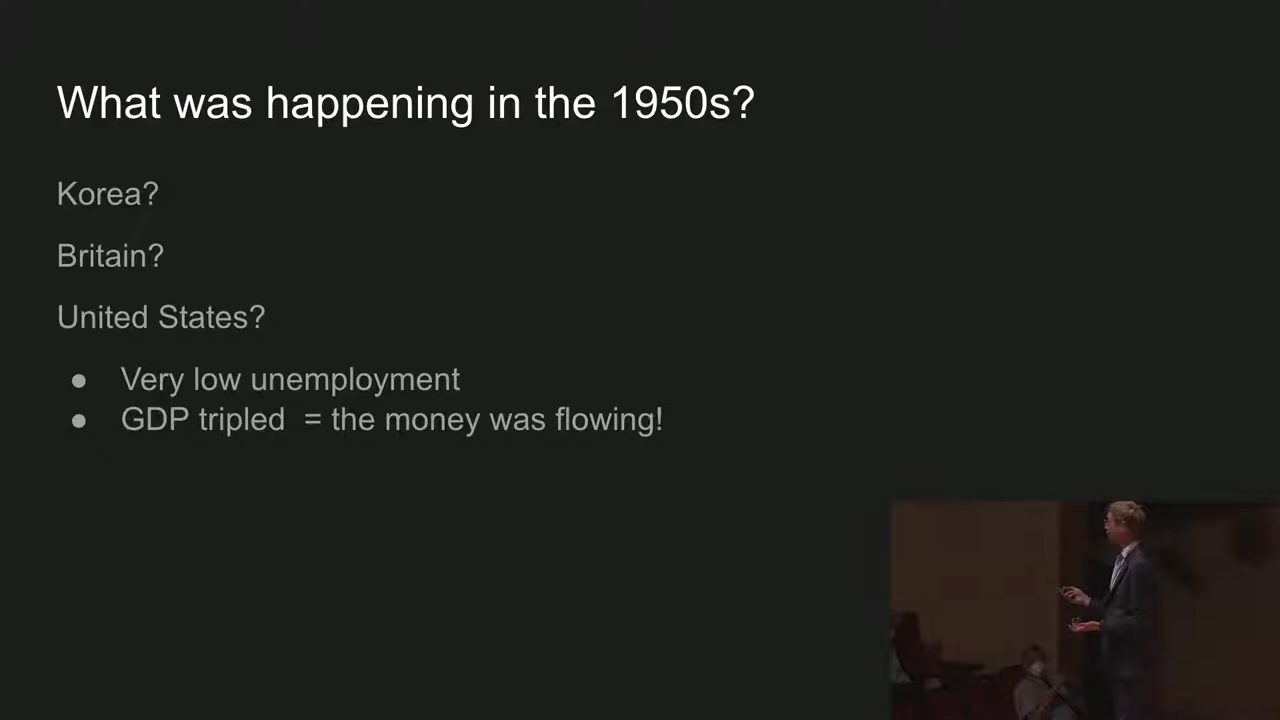 What was happening in the 1950s?
Korea?
Britain?
United States?
● Very low unemployment
● GDP tripled = the money was flowing!